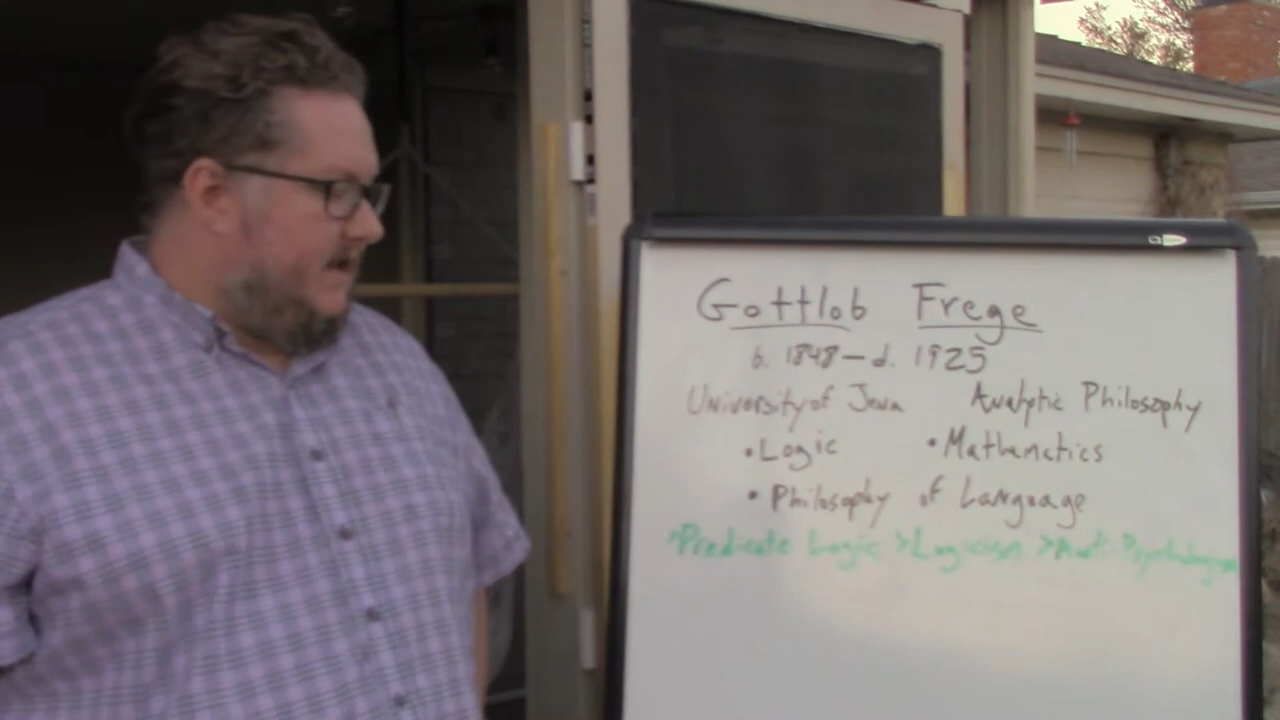 Gottlob Frege
b. 1848 – d. 1925
University of Jena Analytic Philosophy
• Logic • Mathematics
• Philosophy of Language
>Predicate Logic >Logicism >Anti-Psychologism